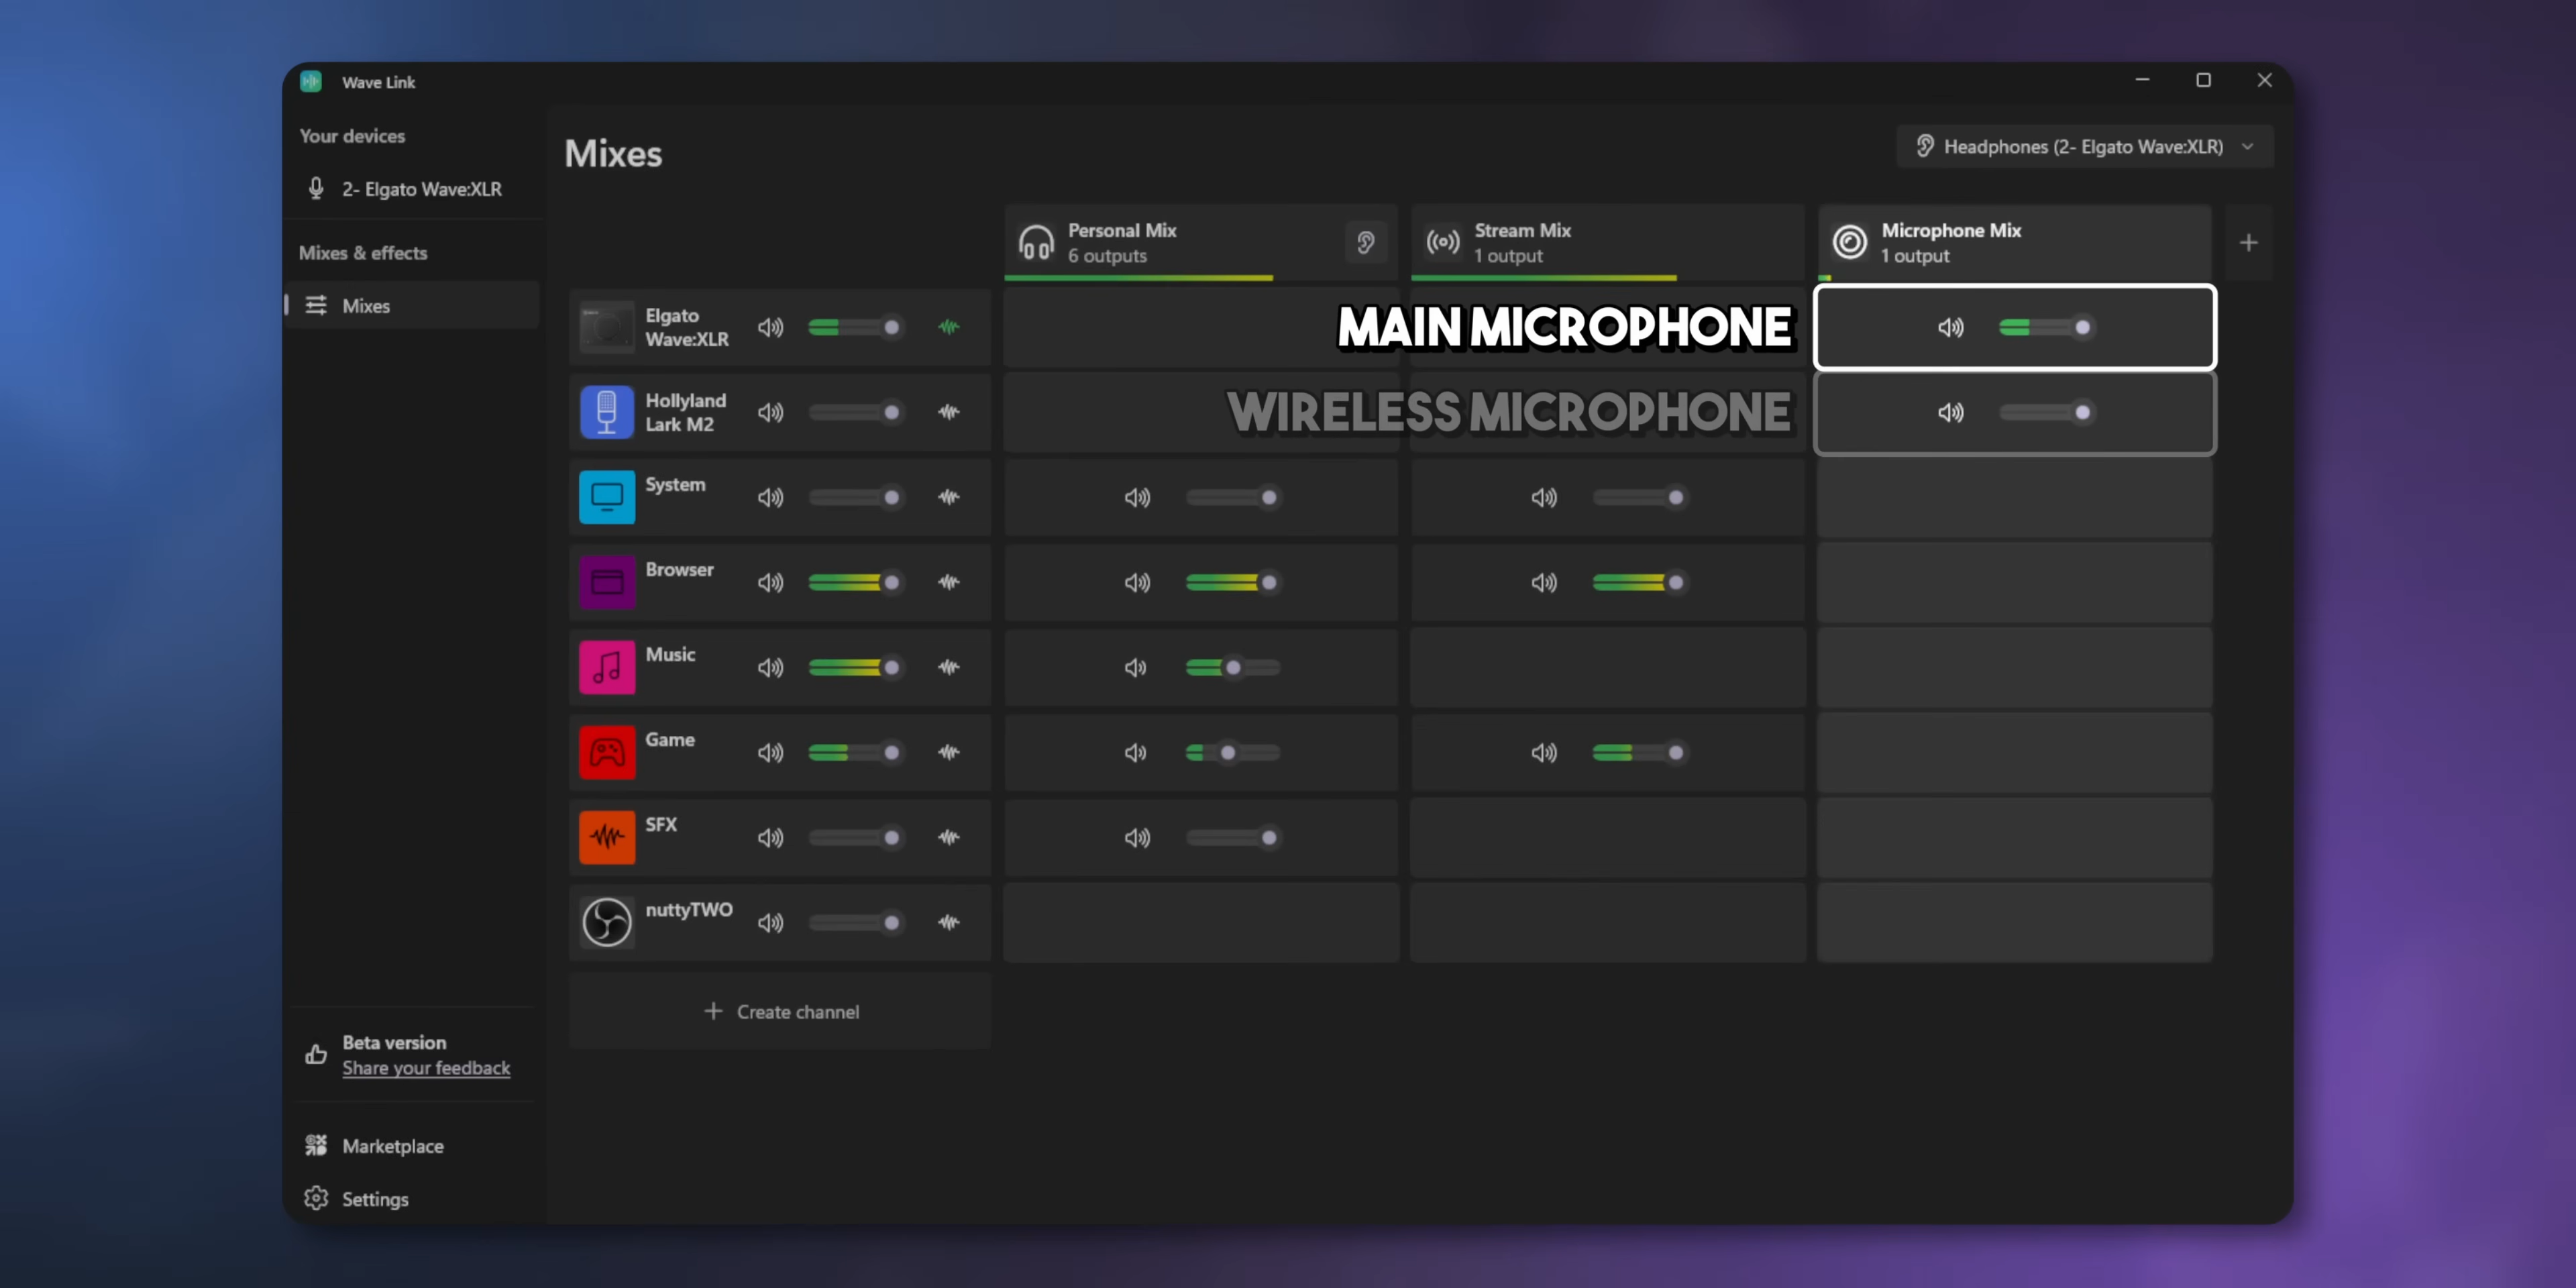 Wave Link
Your devices
2- Elgato Wave:XLR
Mixes & effects
Mixes
Beta version
Share your feedback
Marketplace
Settings
Mixes
Headphones (2- Elgato Wave:XLR)
Personal Mix
6 outputs
Stream Mix
1 output
Microphone Mix
1 output
Elgato
Wave:XLR
MAIN MICROPHONE
Hollyland
Lark M2
WIRELESS MICROPHONE
System
Browser
Music
Game
SFX
nuttyTWO
Create channel